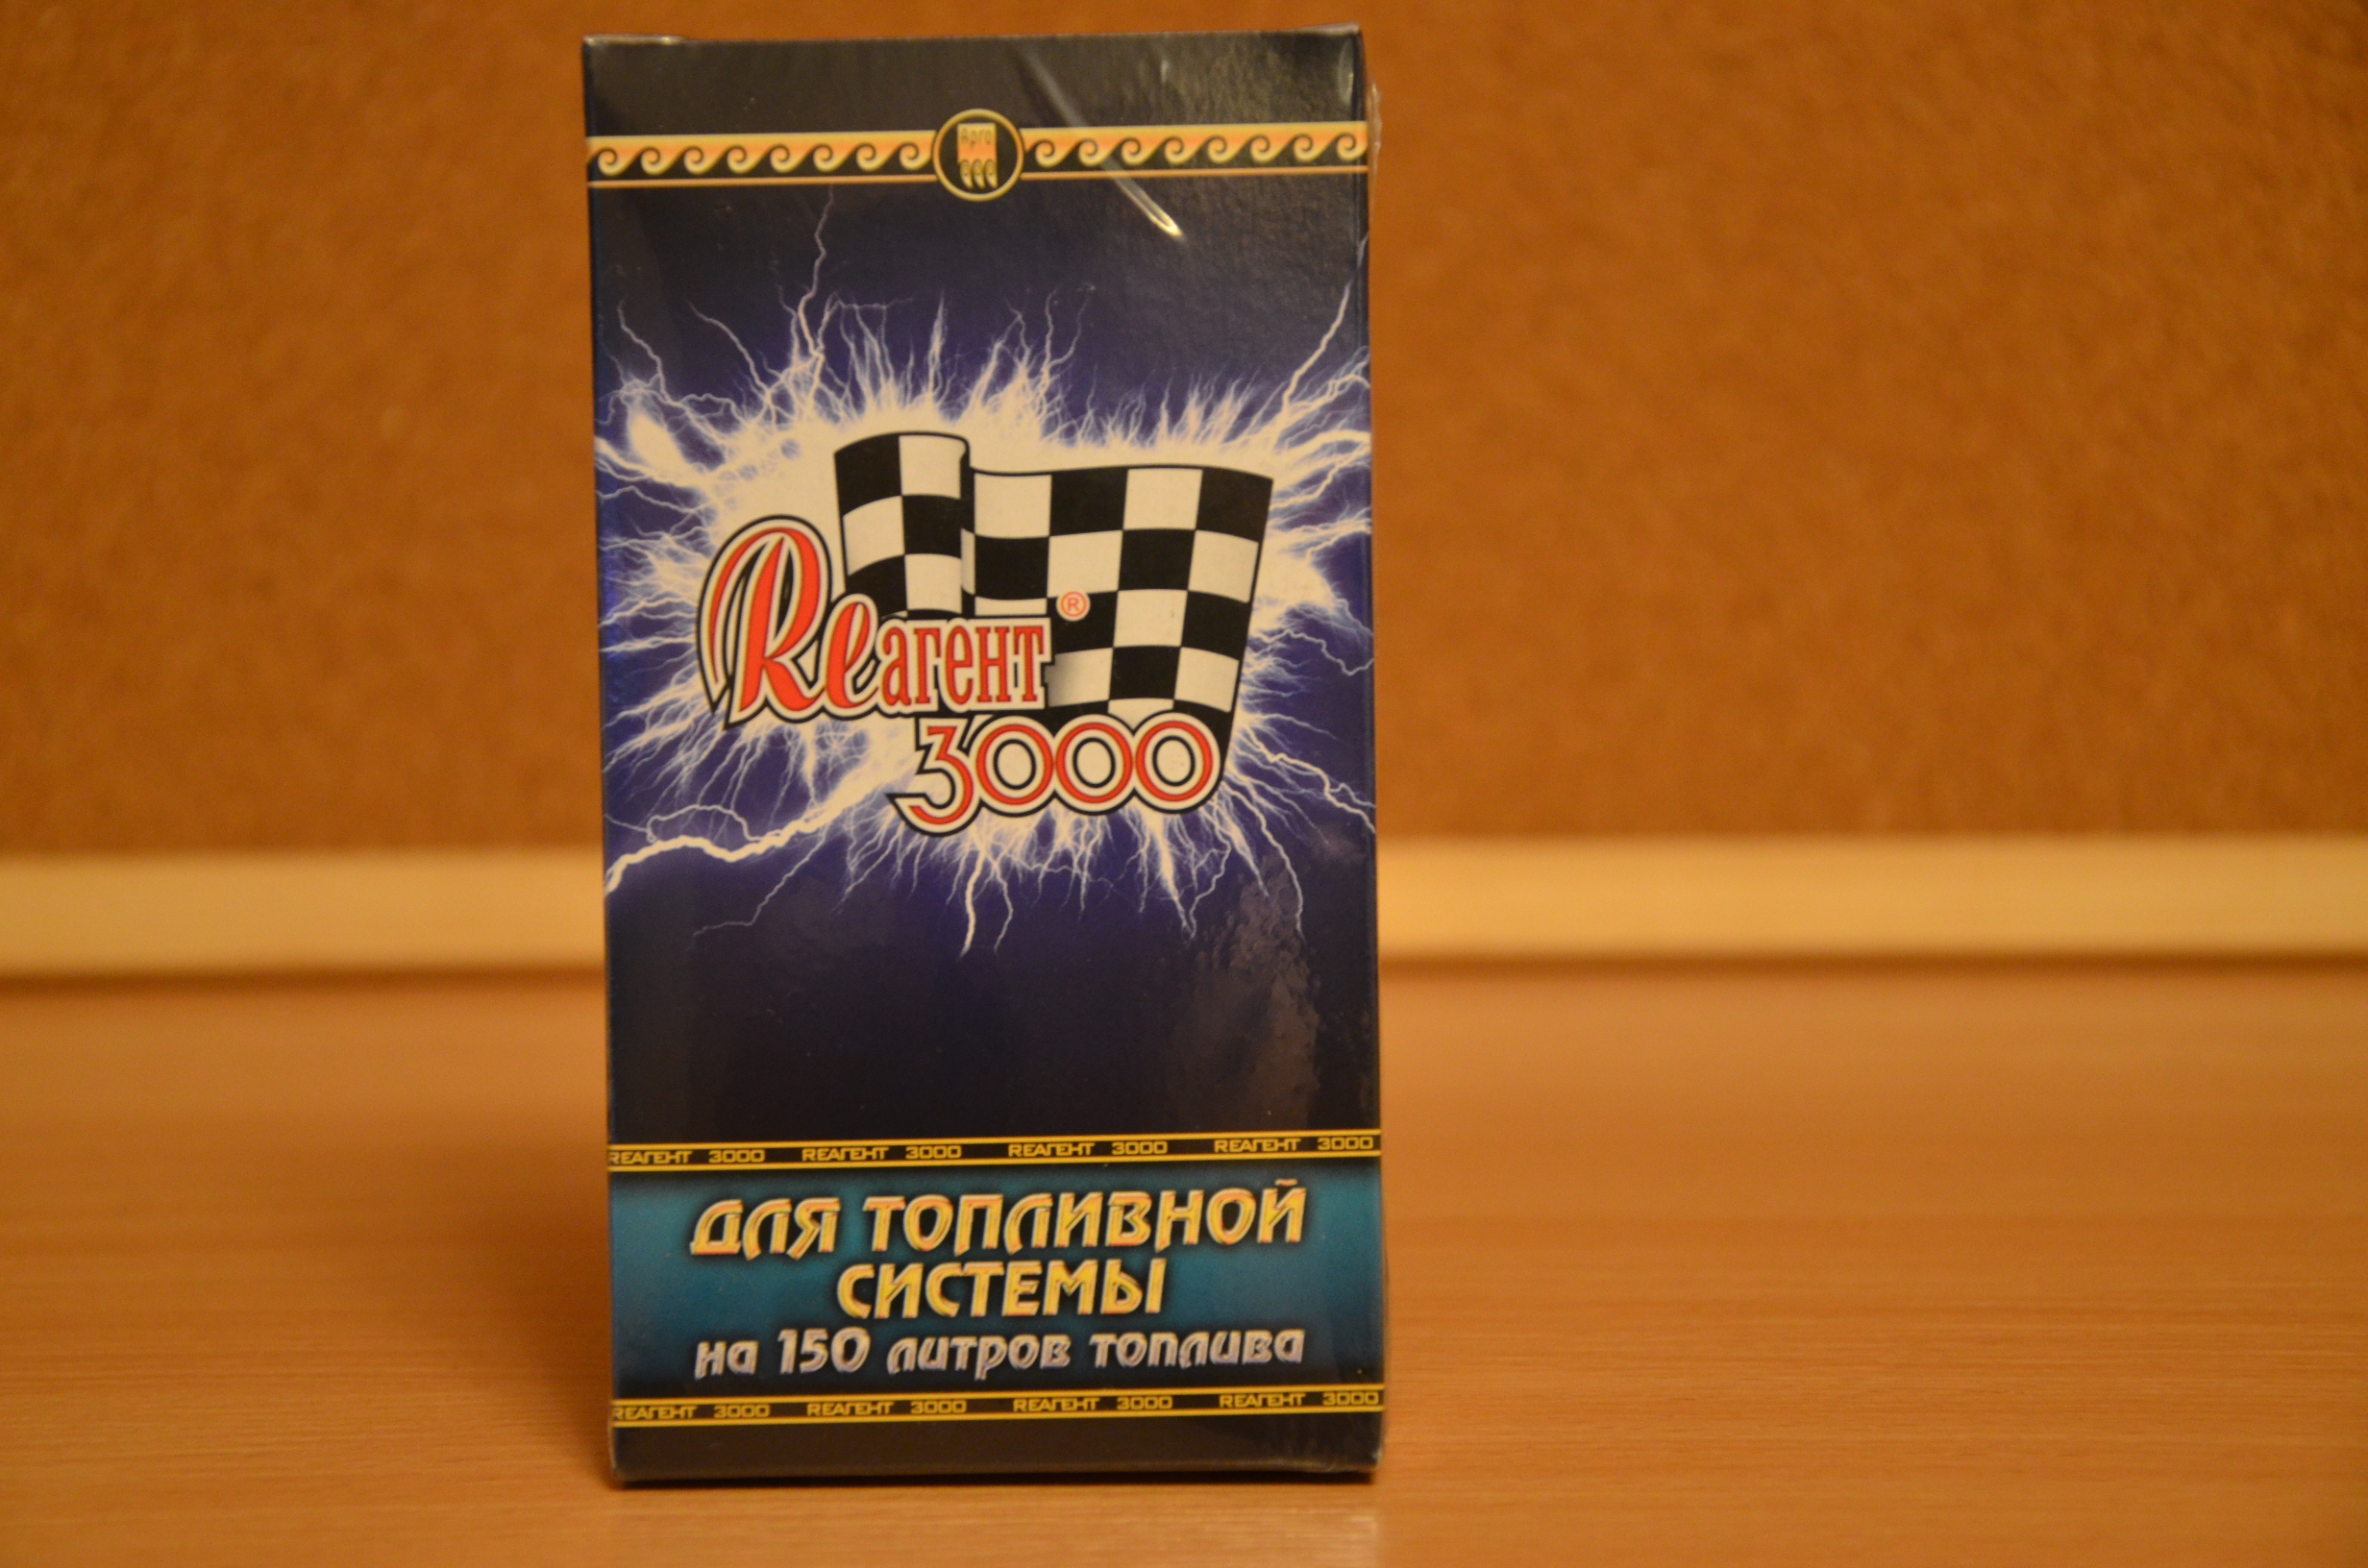 Арго
Reагент ®
3000
REАГЕНТ 3000 REАГЕНТ 3000 REАГЕНТ 3000 REАГЕНТ 3000
ДЛЯ ТОПЛИВНОЙ
СИСТЕМЫ
на 150 литров топлива
REАГЕНТ 3000 REАГЕНТ 3000 REАГЕНТ 3000 REАГЕНТ 3000